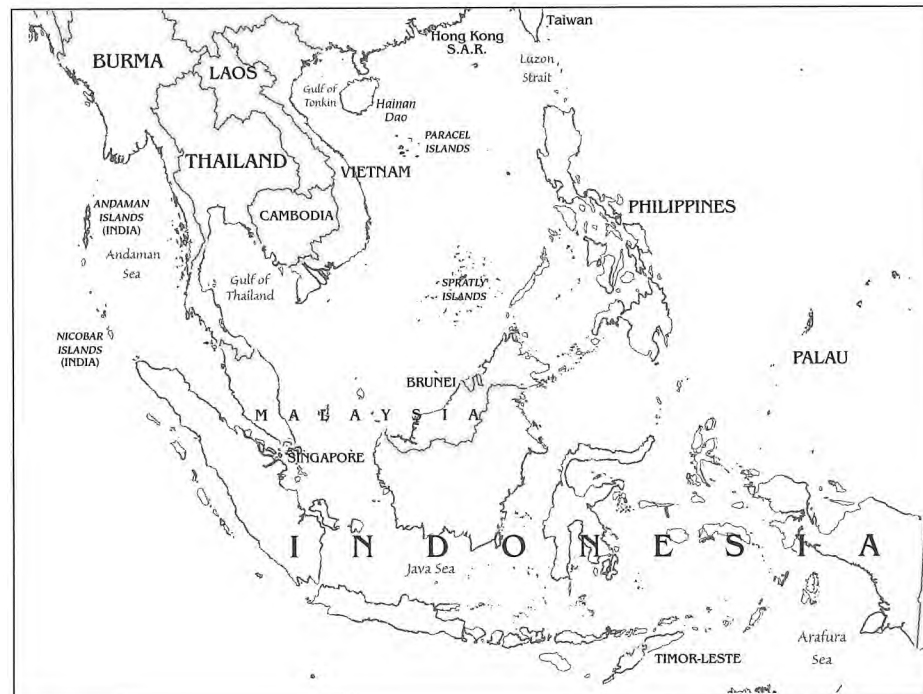 Taiwan
Hong Kong
S.A.R.
BURMA
LAOS
Luzon
Strait
Gulf of
Tonkin
Hainan
Dao
PARACEL
ISLANDS
THAILAND
VIETNAM
ANDAMAN
ISLANDS
(INDIA)
CAMBODIA
PHILIPPINES
Andaman
Sea
Gulf of
Thailand
SPRATLY
ISLANDS
NICOBAR
ISLANDS
(INDIA)
PALAU
BRUNEI
MALAYSIA
SINGAPORE
INDONESIA
Java Sea
Arafura
Sea
TIMOR-LESTE